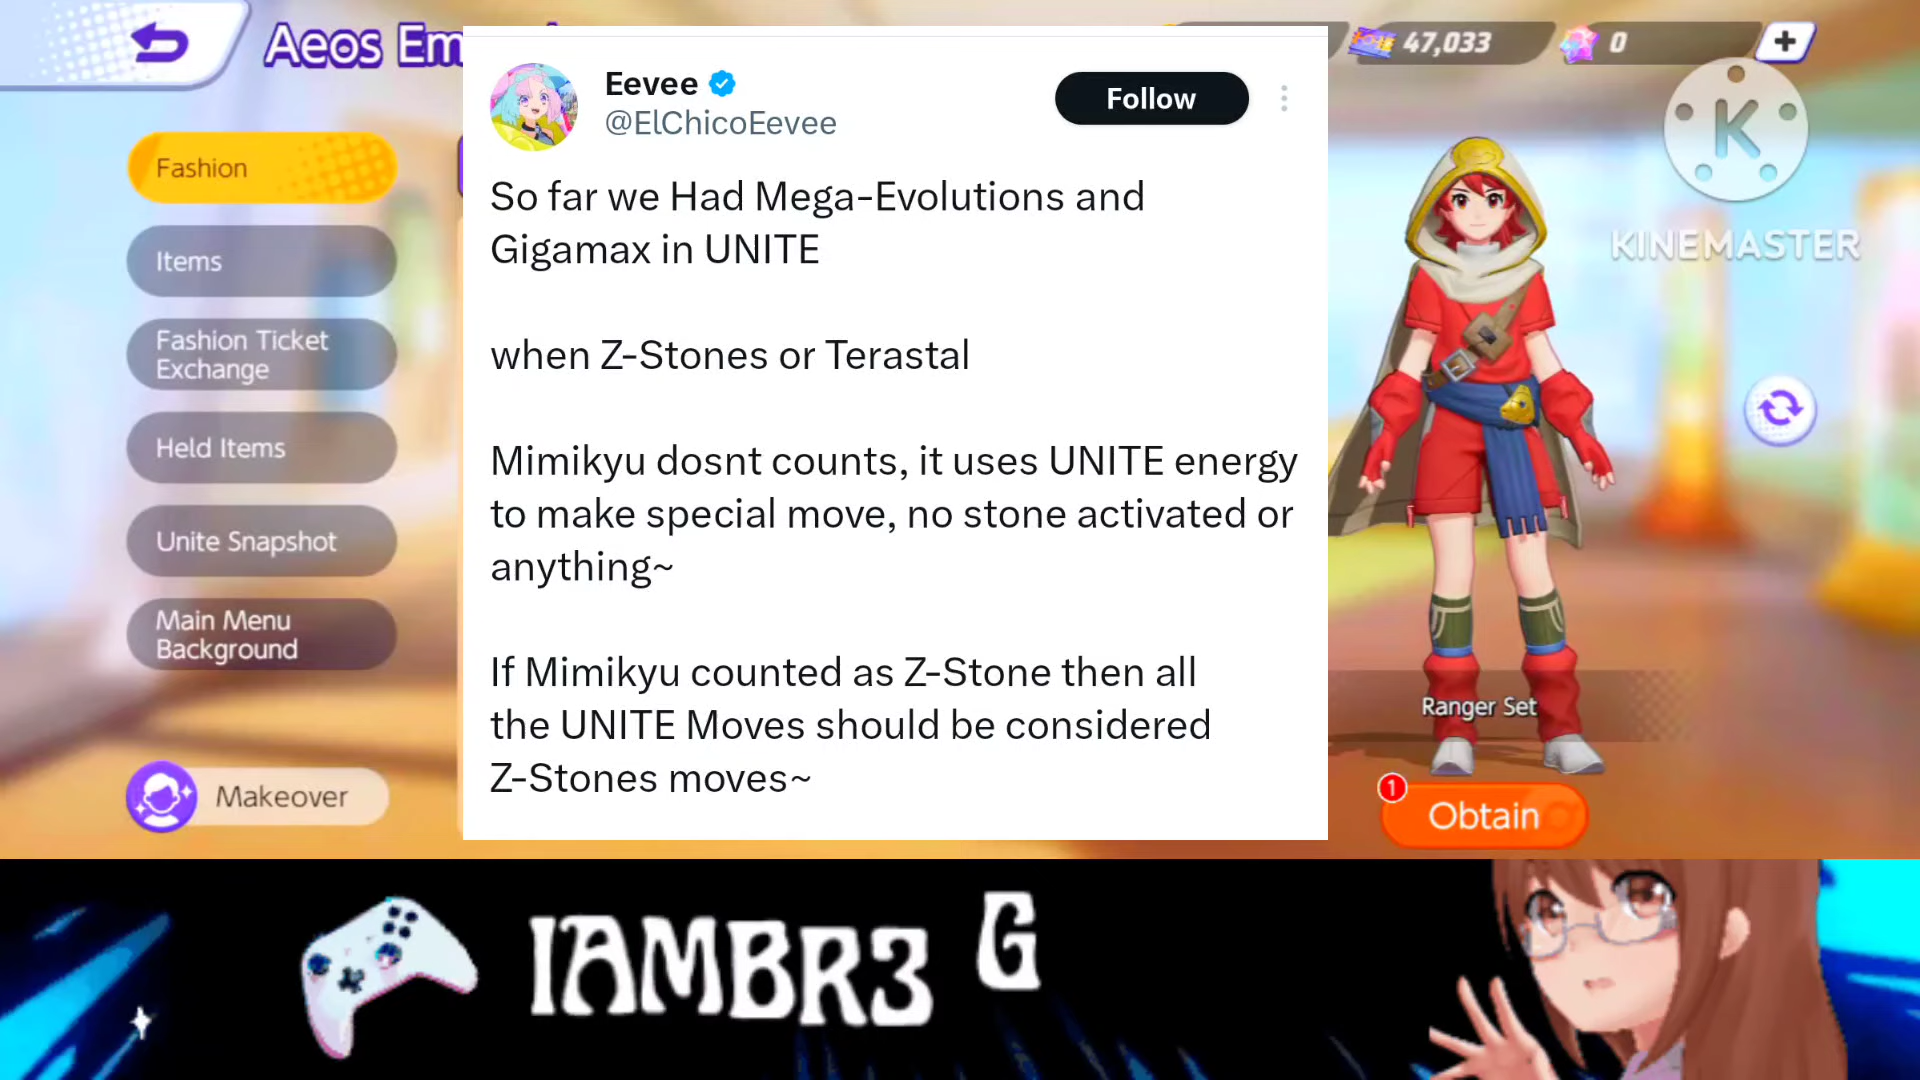 Aeos Em
47,033
0
Eevee
@ElChicoEevee
Follow
K
KINEMASTER
Fashion
Items
Fashion Ticket
Exchange
Held Items
Unite Snapshot
Main Menu
Background
Makeover
So far we Had Mega-Evolutions and
Gigamax in UNITE
when Z-Stones or Terastal
Mimikyu dosnt counts, it uses UNITE energy
to make special move, no stone activated or
anything~
If Mimikyu counted as Z-Stone then all
the UNITE Moves should be considered
Z-Stones moves~
Ranger Set
1
Obtain
IAMBR3 G